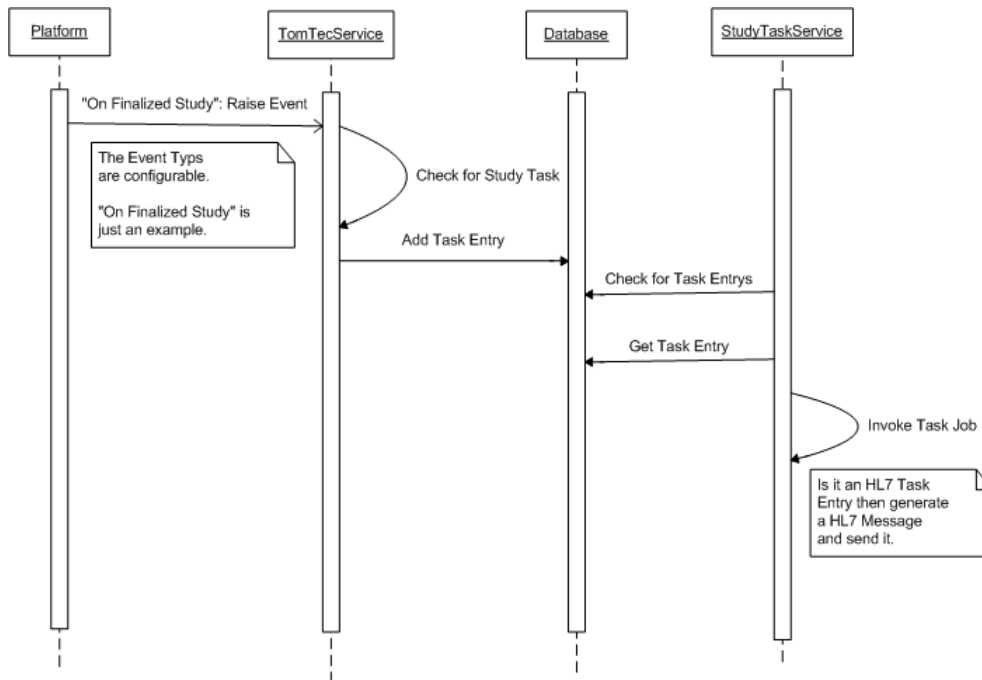 Platform
TomTecService
Database
StudyTaskService
"On Finalized Study": Raise Event
The Event Typs
are configurable.
"On Finalized Study" is
just an example.
Check for Study Task
Add Task Entry
Check for Task Entrys
Get Task Entry
Invoke Task Job
Is it an HL7 Task
Entry then generate
a HL7 Message
and send it.